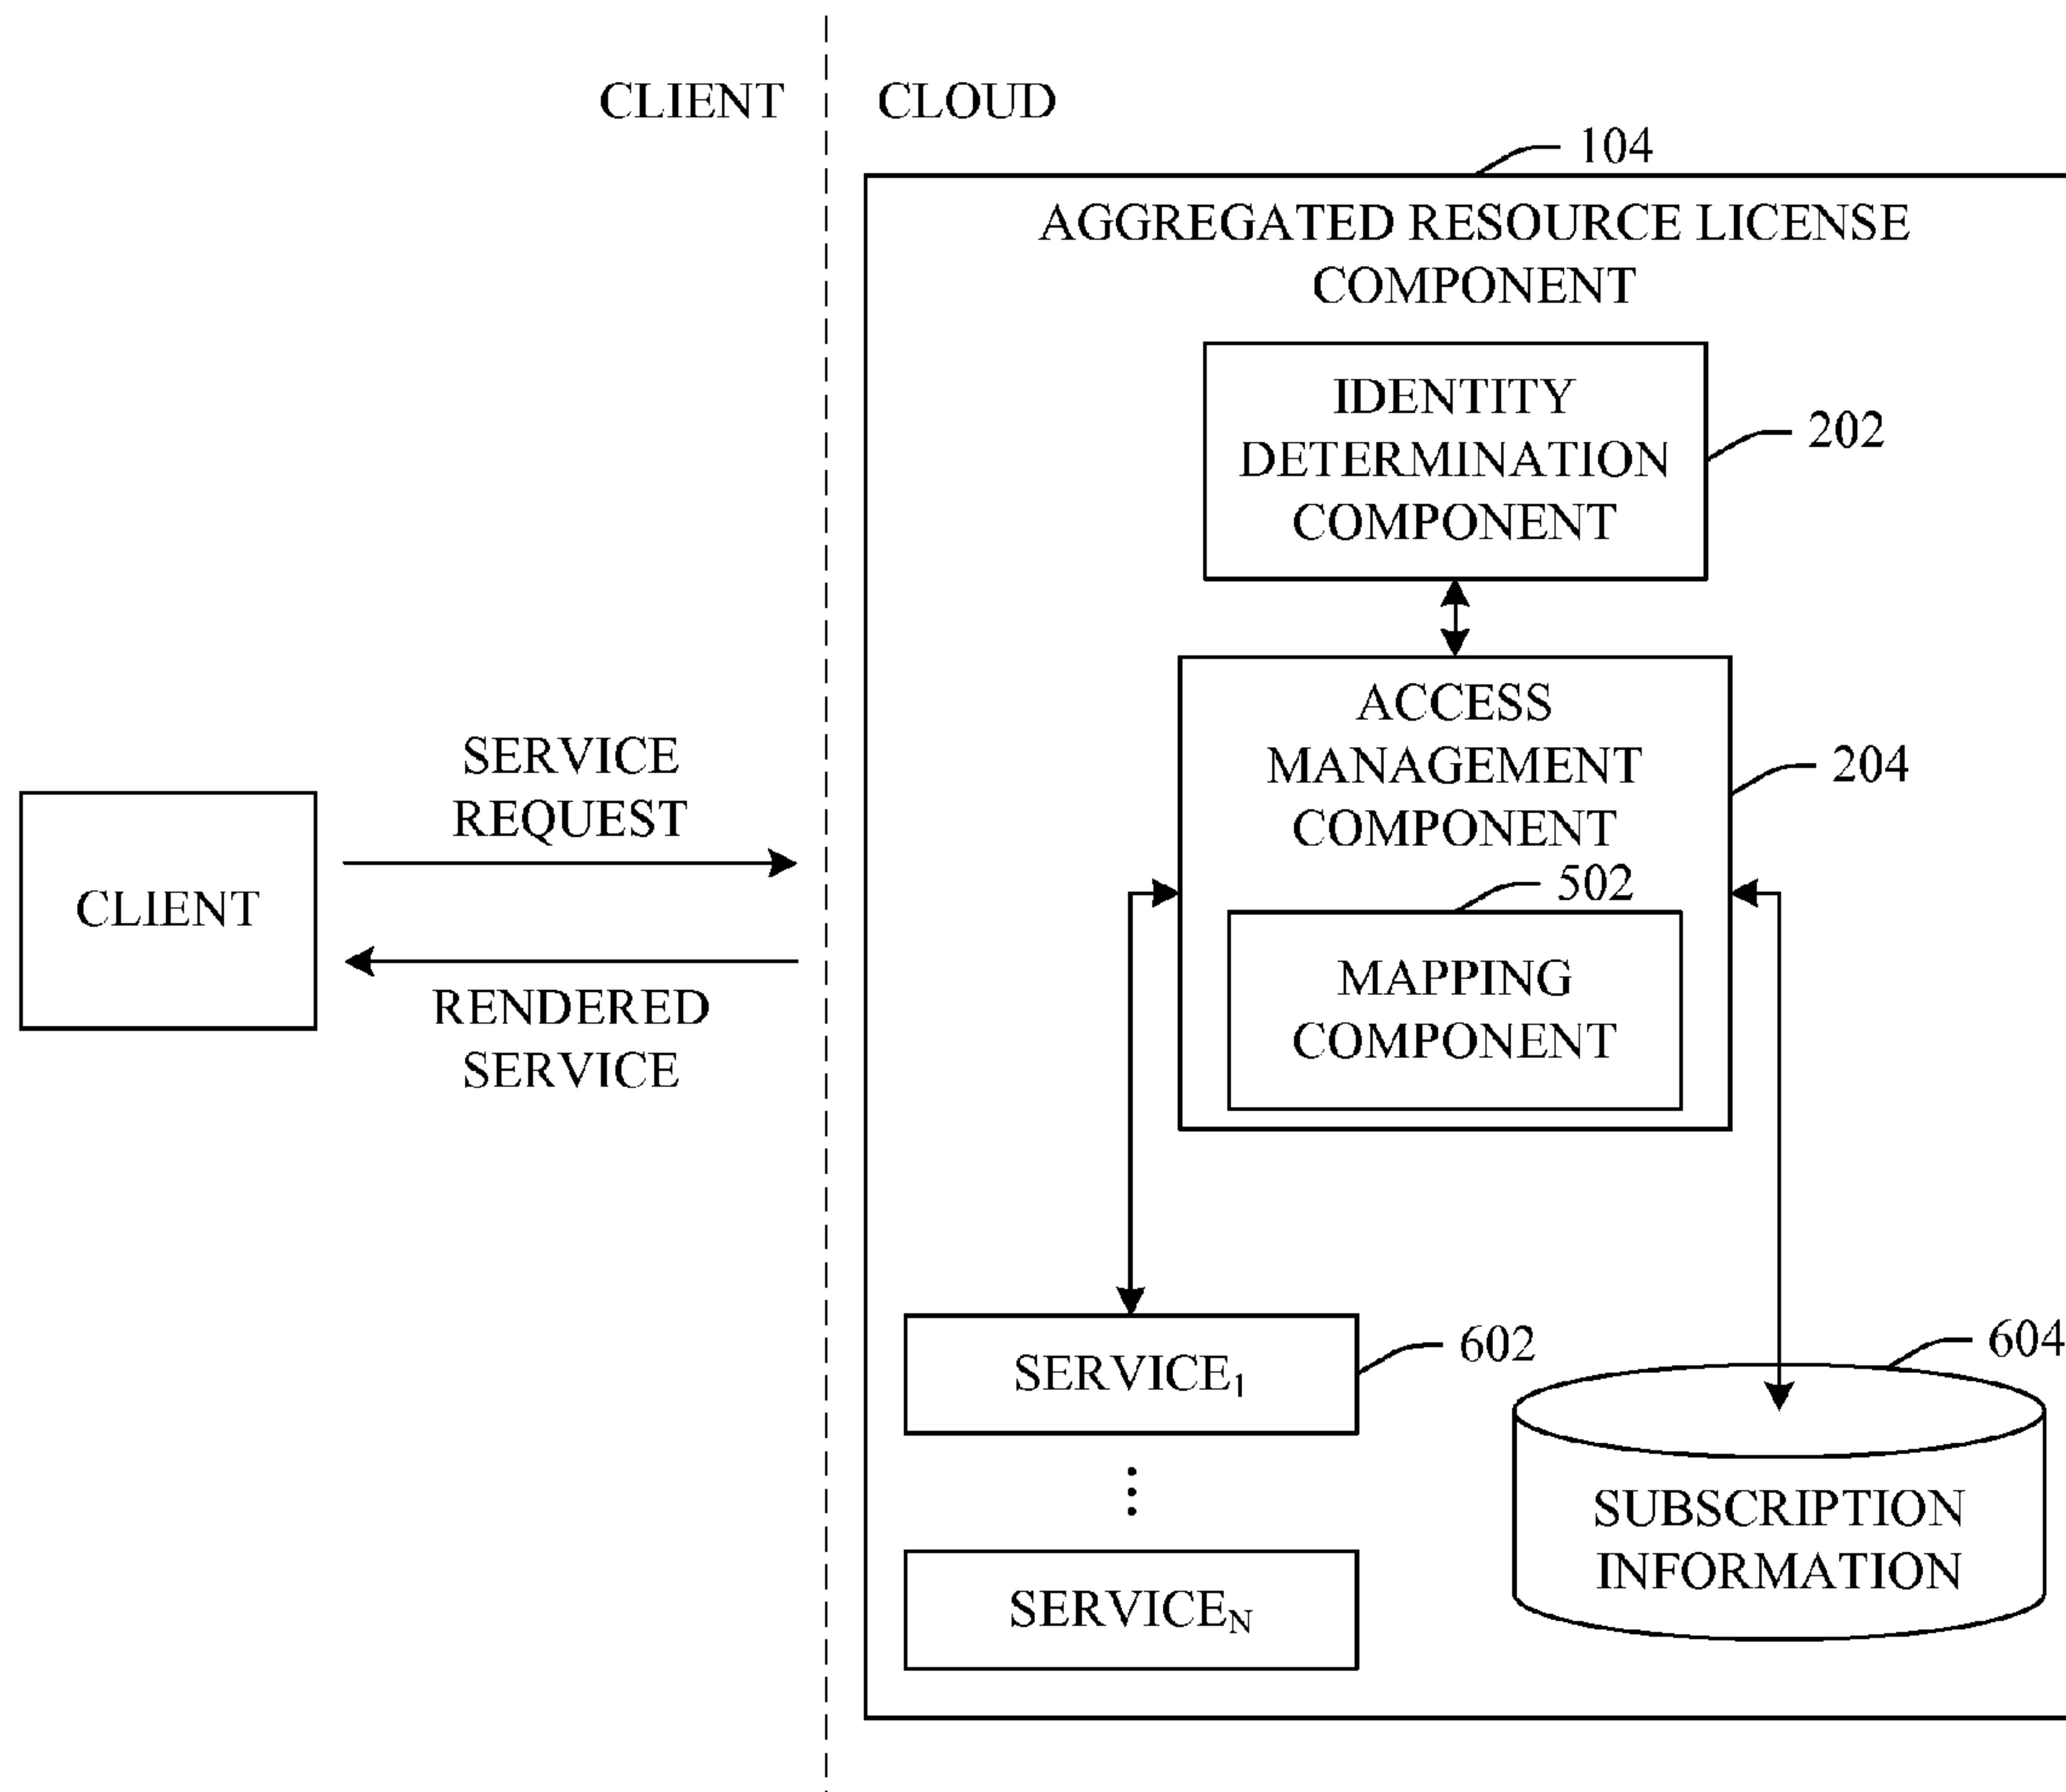 CLIENT
CLOUD
104
AGGREGATED RESOURCE LICENSE
COMPONENT
IDENTITY
DETERMINATION
COMPONENT
202
ACCESS
MANAGEMENT
COMPONENT
204
502
MAPPING
COMPONENT
SERVICE
REQUEST
CLIENT
RENDERED
SERVICE
SERVICE1
602
604
SUBSCRIPTION
INFORMATION
SERVICEN